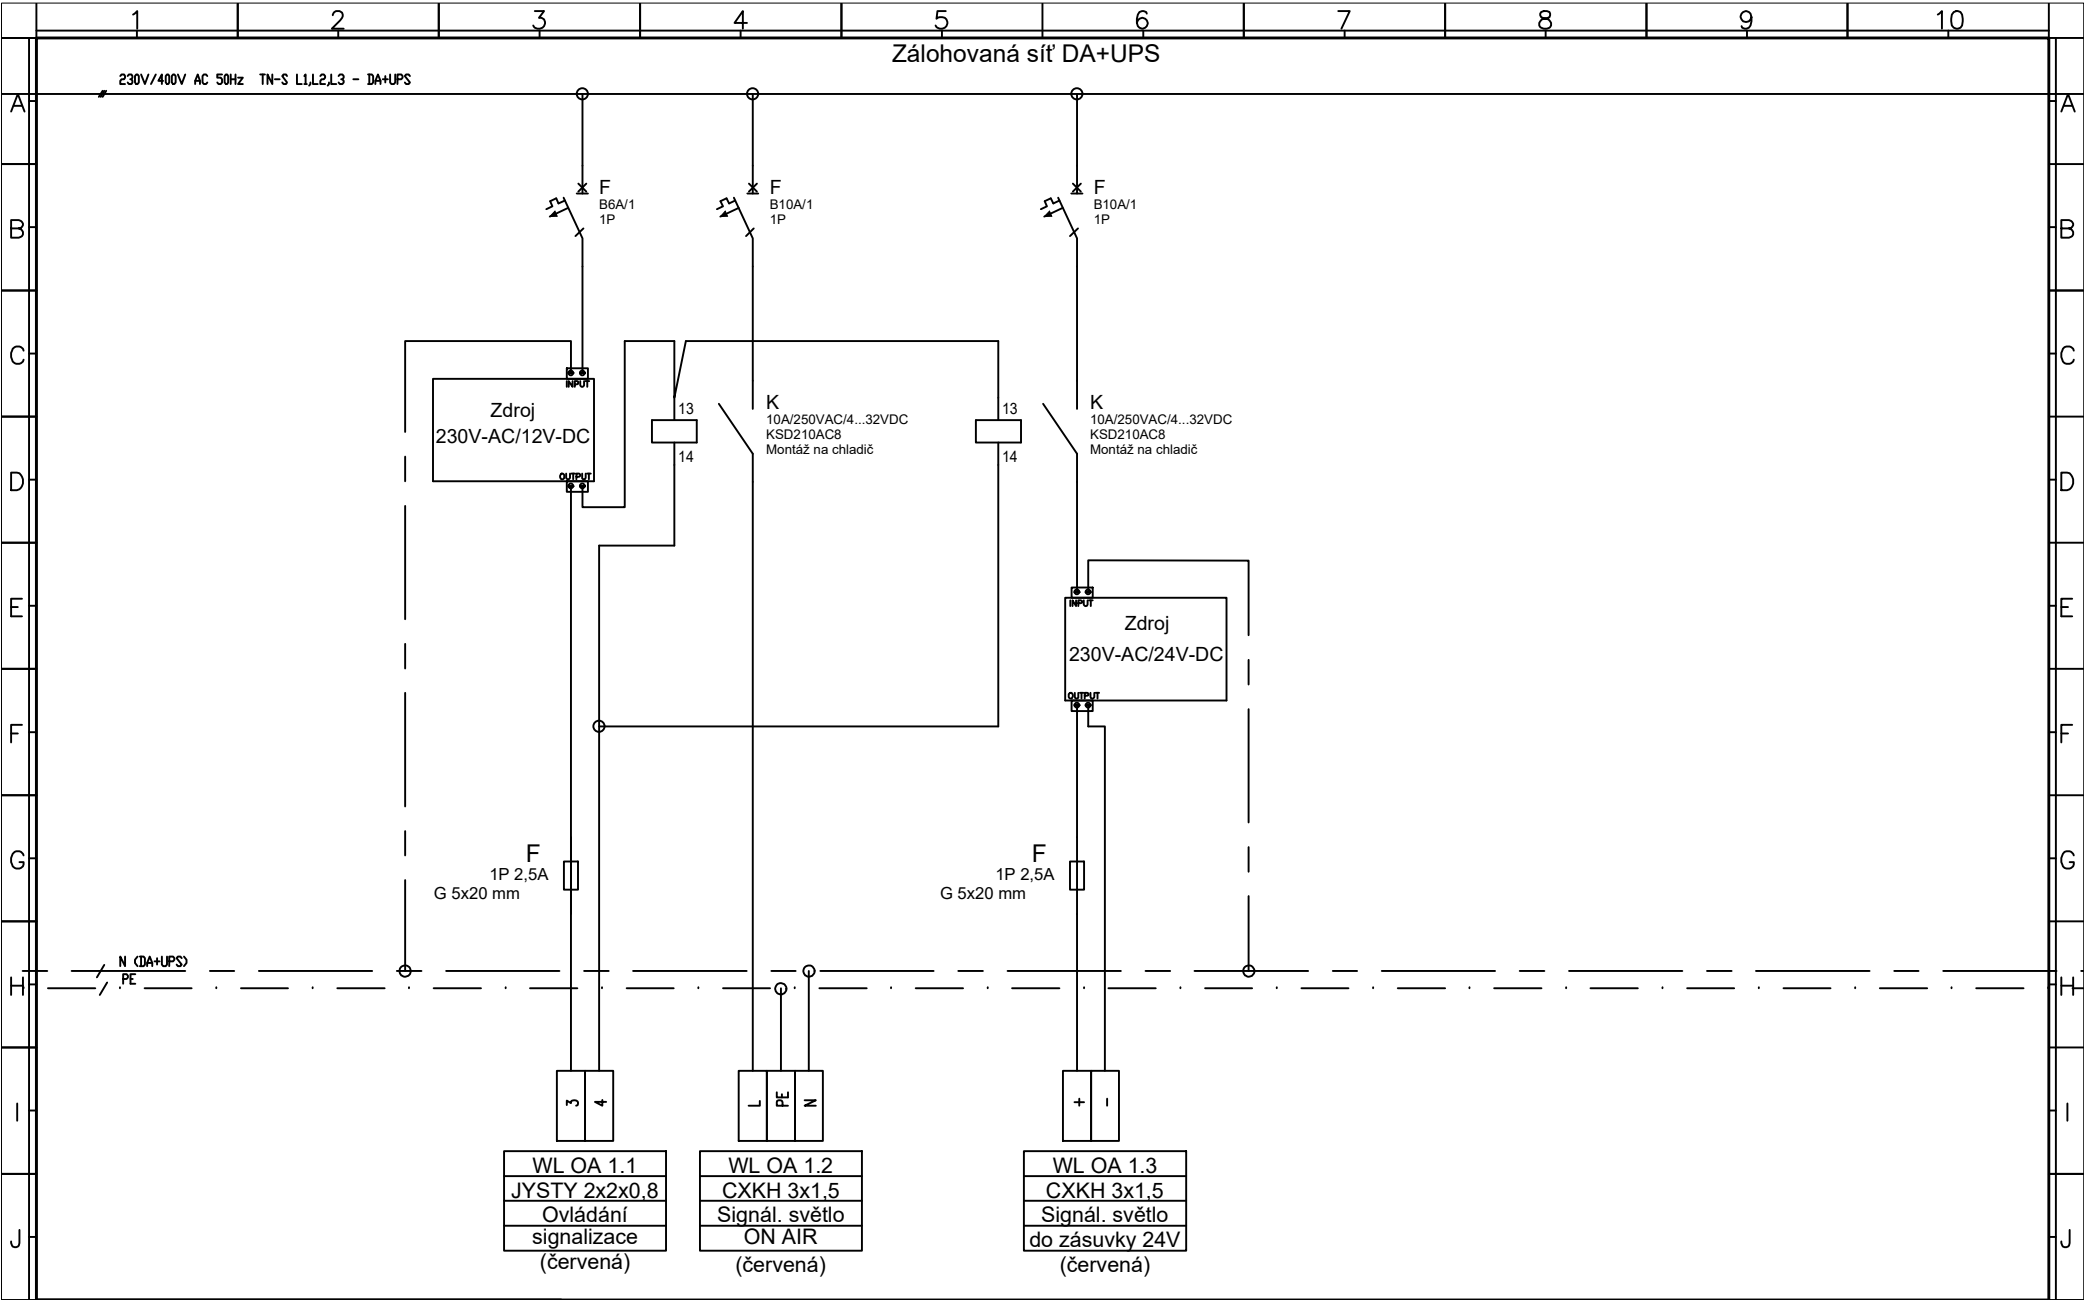 1 2 3 4 5 6 7 8 9 10
Zálohovaná síť DA+UPS
230V/400V AC 50Hz TN-S L1,L2,L3 - DA+UPS
A A
F
B6A/1
1P
F
B10A/1
1P
F
B10A/1
1P
B B
C C
INPUT
Zdroj
230V-AC/12V-DC
OUTPUT
13
14
K
10A/250VAC/4...32VDC
KSD210AC8
Montáž na chladič
13
14
K
10A/250VAC/4...32VDC
KSD210AC8
Montáž na chladič
D D
E E
INPUT
Zdroj
230V-AC/24V-DC
OUTPUT
F F
F
1P 2,5A
G 5x20 mm
F
1P 2,5A
G 5x20 mm
G G
N (DA+UPS)
PE
H H
3 4
L PE N
+ -
I I
WL OA 1.1
JYSTY 2x2x0,8
Ovládání
signalizace
(červená)
WL OA 1.2
CXKH 3x1,5
Signál. světlo
ON AIR
(červená)
WL OA 1.3
CXKH 3x1,5
Signál. světlo
do zásuvky 24V
(červená)
J J